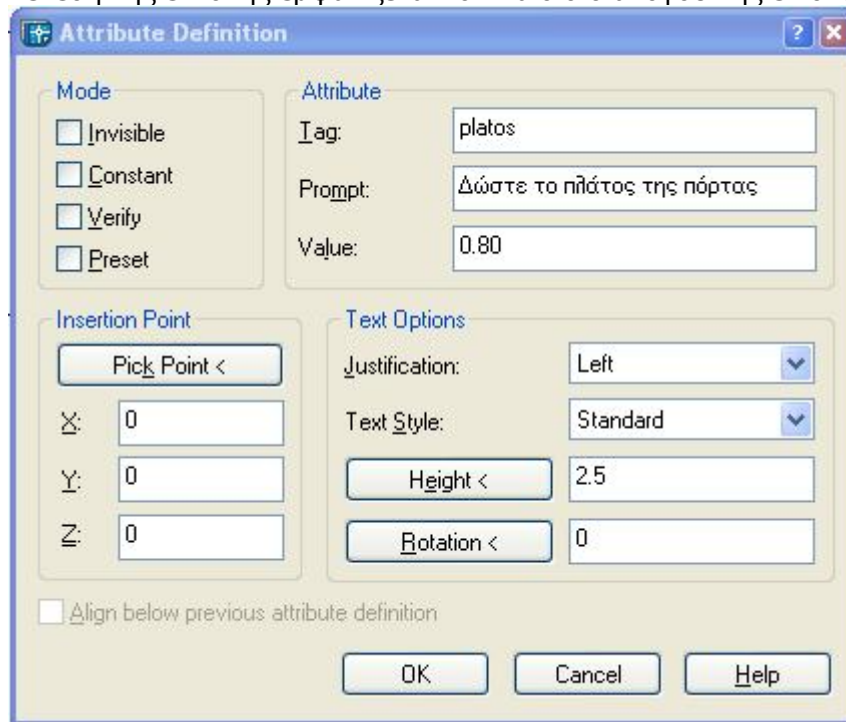 Attribute Definition
Mode
Invisible
Constant
Verify
Preset
Attribute
Tag: platos
Prompt: Δώστε το πλάτος της πόρτας
Value: 0.80
Insertion Point
Pick Point <
X: 0
Y: 0
Z: 0
Text Options
Justification: Left
Text Style: Standard
Height < 2.5
Rotation < 0
Align below previous attribute definition
OK Cancel Help